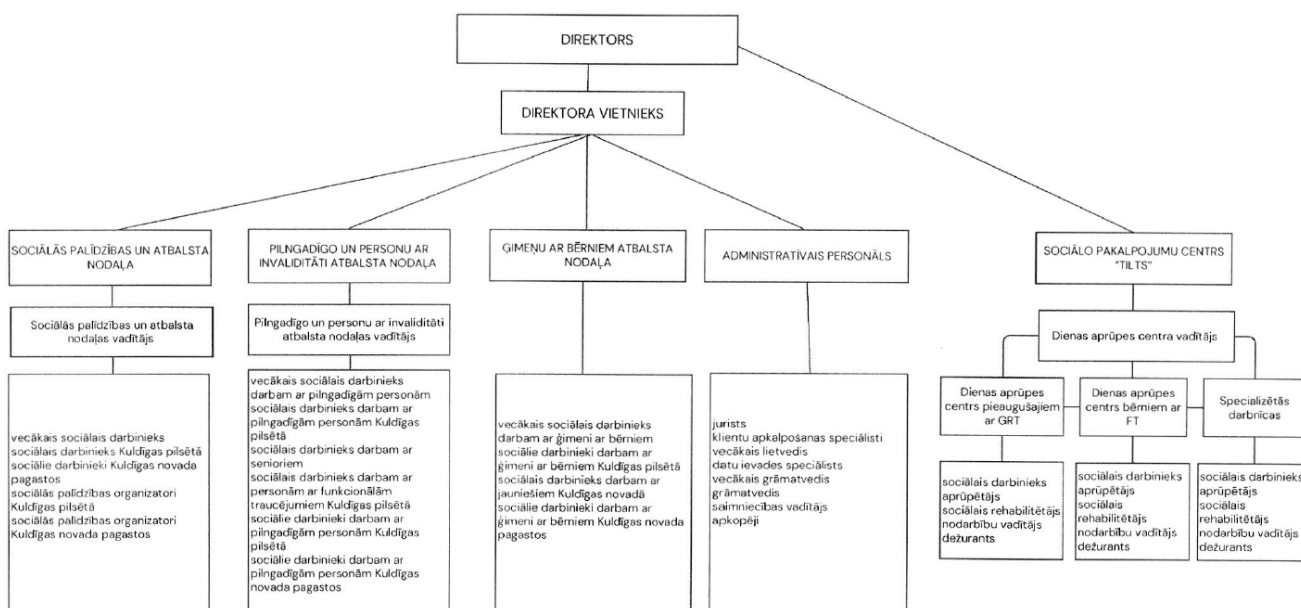 DIREKTORS
DIREKTORA VIETNIEKS
SOCIĀLĀS PALĪDZĪBAS UN ATBALSTA
NODAĻA
PILNGADĪGO UN PERSONU AR
INVALIDITĀTI ATBALSTA NODAĻA
ĢIMEŅU AR BĒRNIEM ATBALSTA
NODAĻA
ADMINISTRATĪVAIS PERSONĀLS
SOCIĀLO PAKALPOJUMU CENTRS
"TILTS"
Sociālās palīdzības un atbalsta
nodaļas vadītājs
Pilngadīgo un personu ar invaliditāti
atbalsta nodaļas vadītājs
Dienas aprūpes centra vadītājs
vecākais sociālais darbinieks
sociālais darbinieks Kuldīgas pilsētā
sociālie darbinieki Kuldīgas novada
pagastos
sociālās palīdzības organizatori
Kuldīgas pilsētā
sociālās palīdzības organizatori
Kuldīgas novada pagastos
vecākais sociālais darbinieks
darbam ar pilngadīgām personām
sociālais darbinieks darbam ar
pilngadīgām personām Kuldīgas
pilsētā
sociālais darbinieks darbam ar
senioriem
sociālais darbinieks darbam ar
personām ar funkcionālām
traucējumiem Kuldīgas pilsētā
sociālie darbinieki darbam ar
pilngadīgām personām Kuldīgas
pilsētā
sociālie darbinieki darbam ar
pilngadīgām personām Kuldīgas
novada pagastos
vecākais sociālais darbinieks
darbam ar ģimeni ar bērniem
sociālie darbinieki darbam ar
ģimeni ar bērniem Kuldīgas pilsētā
sociālais darbinieks darbam ar
jauniešiem Kuldīgas novadā
sociālie darbinieki darbam ar
ģimeni ar bērniem Kuldīgas novada
pagastos
jurists
klientu apkalpošanas speciālisti
vecākais lietvedis
datu ievades speciālists
vecākais grāmatvedis
grāmatvedis
saimniecības vadītājs
apkopēji
Dienas aprūpes
centrs pieaugušajiem
ar GRT
Dienas aprūpes
centrs bērniem ar
FT
Specializētās
darbnīcas
sociālais darbinieks
aprūpētājs
sociālais rehabilitētājs
nodarbību vadītājs
dežurants
sociālais darbinieks
aprūpētājs
sociālais
rehabilitētājs
nodarbību vadītājs
dežurants
sociālais darbinieks
aprūpētājs
sociālais
rehabilitētājs
nodarbību vadītājs
dežurants